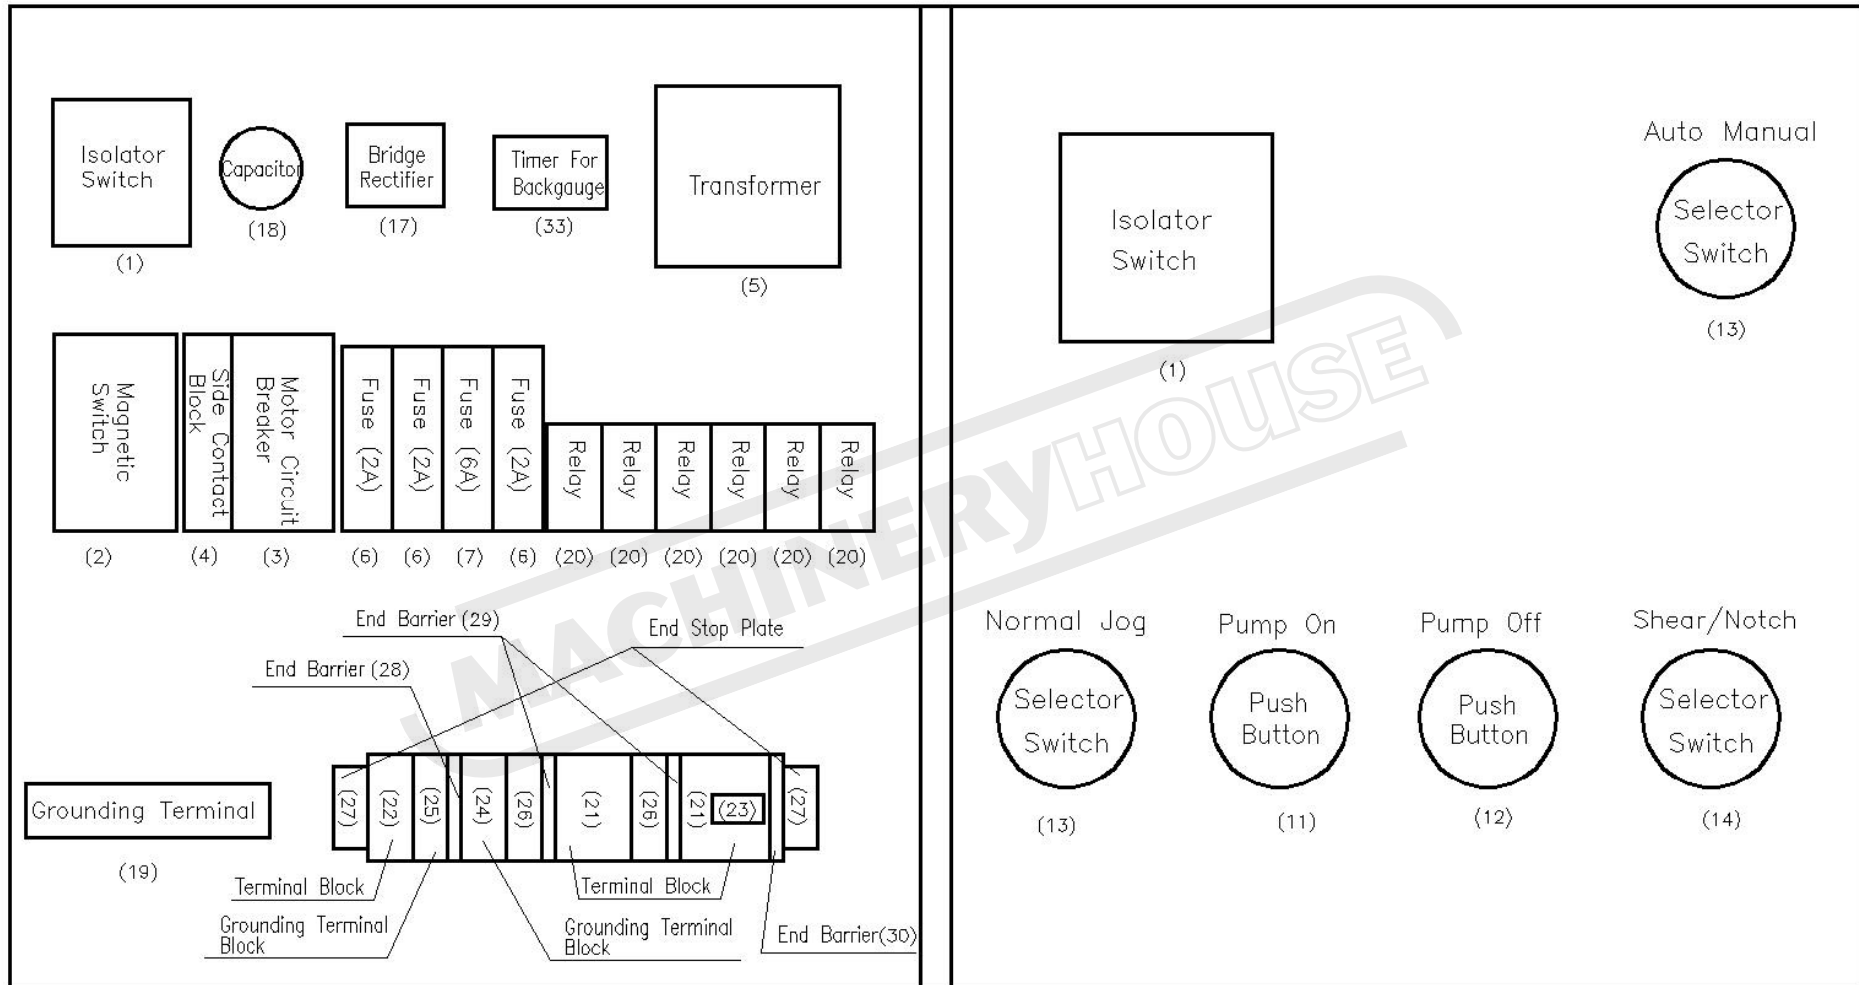 Isolator
Switch
(1)
Capacitor
(18)
Bridge
Rectifier
(17)
Timer For
Backgauge
(33)
Transformer
(5)
Magnetic
Switch
(2)
Side Contact
Block
(4)
Motor Circuit
Breaker
(3)
Fuse (2A)
(6)
Fuse (2A)
(6)
Fuse (6A)
(7)
Fuse (2A)
(6)
Relay
(20)
Relay
(20)
Relay
(20)
Relay
(20)
Relay
(20)
Relay
(20)
End Barrier (29)
End Stop Plate
End Barrier (28)
Grounding Terminal
(19)
(27)
(22)
(25)
(24)
(26)
(21)
(26)
(21)
(23)
(27)
Terminal Block
Terminal Block
Grounding Terminal
Block
Grounding Terminal
Block
End Barrier(30)
Isolator
Switch
(1)
Auto Manual
Selector
Switch
(13)
Normal Jog
Selector
Switch
(13)
Pump On
Push
Button
(11)
Pump Off
Push
Button
(12)
Shear/Notch
Selector
Switch
(14)
MACHINERYHOUSE